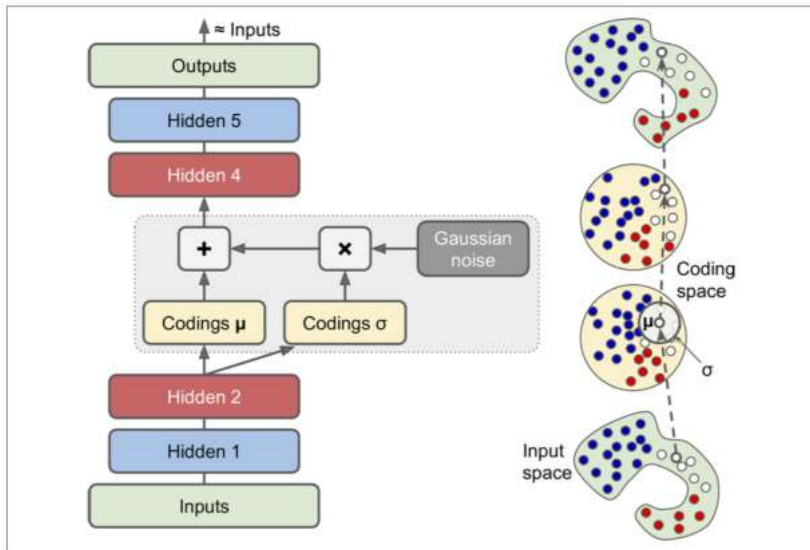 ≈ Inputs
Outputs
Hidden 5
Hidden 4
+
×
Gaussian
noise
Codings μ
Codings σ
Hidden 2
Hidden 1
Inputs
Coding
space
μ
σ
Input
space